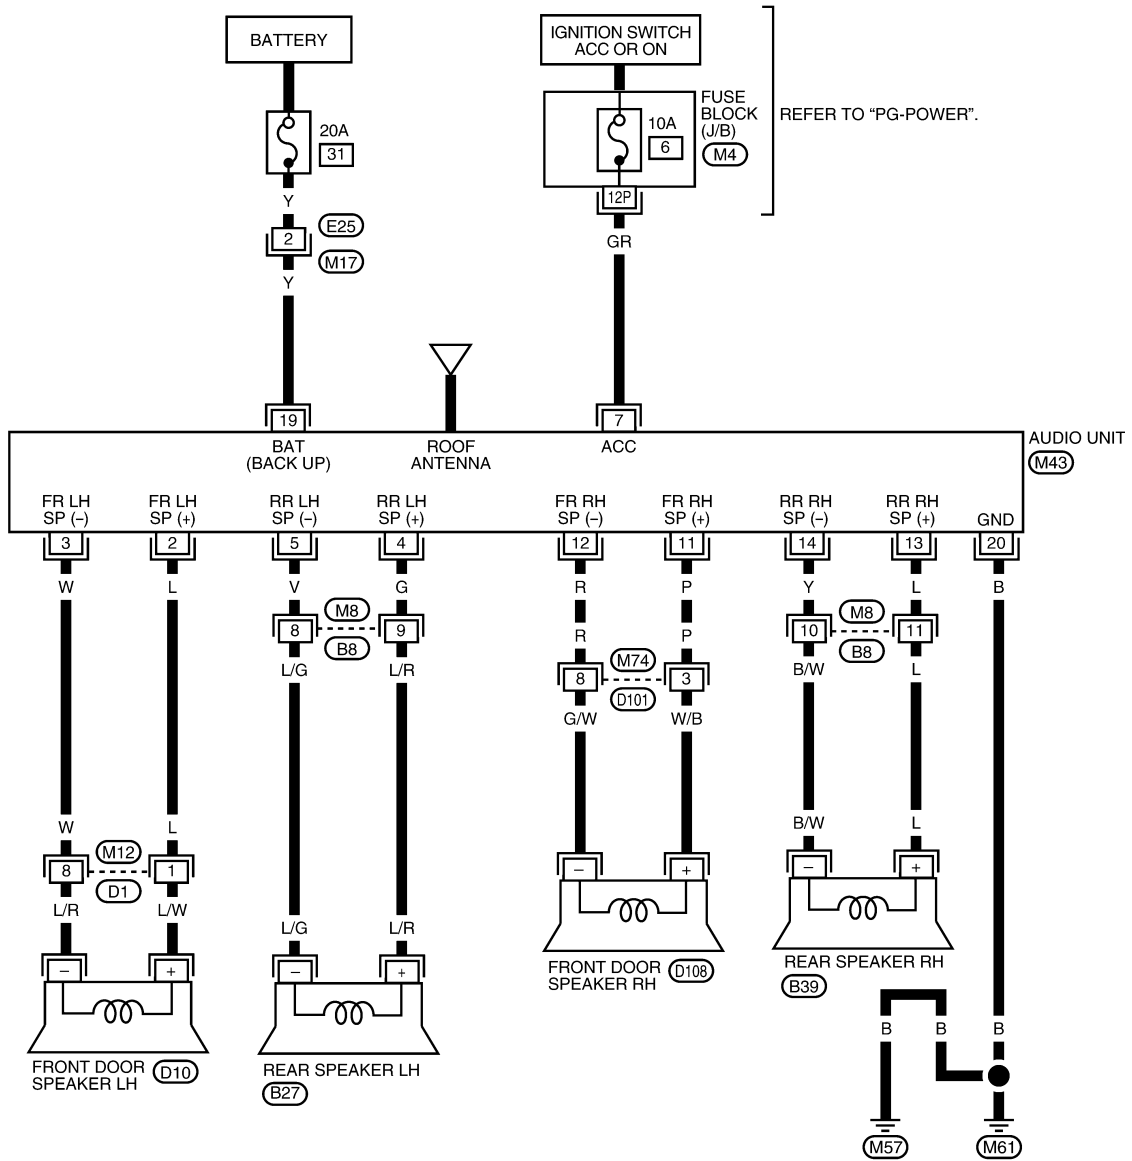 BATTERY
IGNITION SWITCH
ACC OR ON
FUSE
BLOCK
(J/B)
M4
REFER TO “PG-POWER”.
20A
31
10A
6
12P
Y
E25
2
M17
Y
GR
19
7
BAT
(BACK UP)
ROOF
ANTENNA
ACC
AUDIO UNIT
M43
FR LH
SP (–)
FR LH
SP (+)
RR LH
SP (–)
RR LH
SP (+)
FR RH
SP (–)
FR RH
SP (+)
RR RH
SP (–)
RR RH
SP (+)
GND
3
2
5
4
12
11
14
13
20
W
L
V
G
R
P
Y
L
B
8
M8
B8
9
R
P
10
M8
B8
11
L/G
L/R
8
M74
D101
3
B/W
L
G/W
W/B
W
L
B/W
L
8
M12
D1
1
–
+
–
+
L/R
L/W
L/G
L/R
–
+
–
+
FRONT DOOR
SPEAKER RH
D108
REAR SPEAKER RH
B39
B
B
B
FRONT DOOR
SPEAKER LH
D10
REAR SPEAKER LH
B27
M57
M61